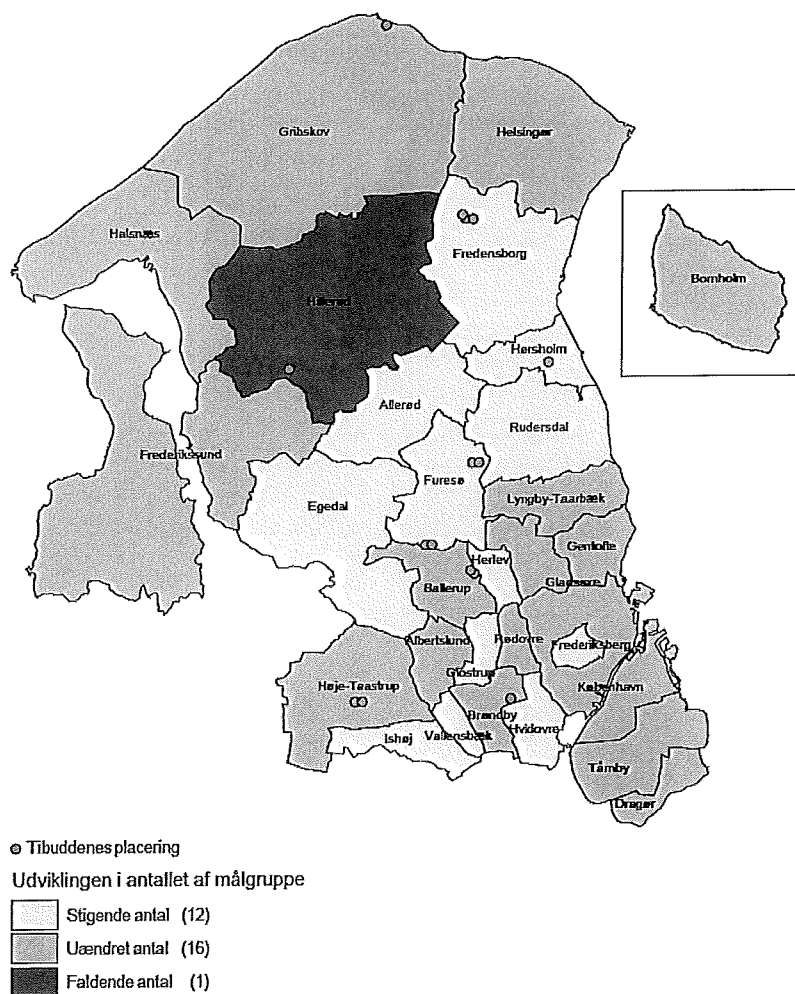 Gribskov
Helsingør
Halsnæs
Fredensborg
Bornholm
Hillerød
Hørsholm
Allerød
Rudersdal
Frederikssund
Furesø
Egedal
Lyngby-Taarbæk
Gentofte
Herlev
Gladsaxe
Ballerup
Albertslund
Rødovre
Frederiksberg
Glostrup
Høje-Taastrup
København
Brøndby
Hvidovre
Ishøj
Vallensbæk
Tårnby
Dragør
Tibuddenes placering
Udviklingen i antallet af målgruppe
Stigende antal (12)
Uændret antal (16)
Faldende antal (1)